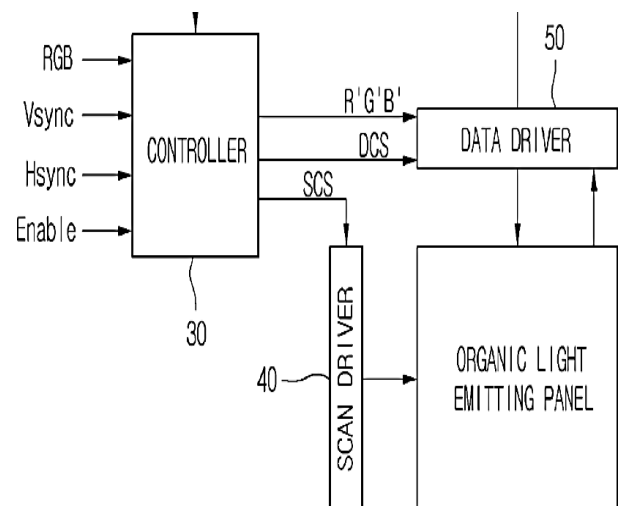 50
RGB
R'G'B'
Vsync
CONTROLLER
DCS
DATA DRIVER
Hsync
SCS
Enable
30
40
SCAN DRIVER
ORGANIC LIGHT
EMITTING PANEL